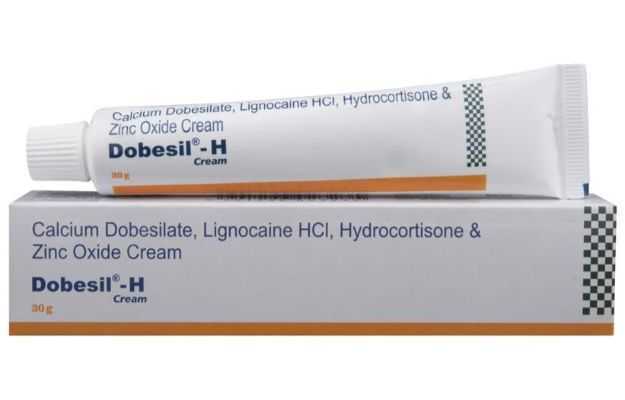 Calcium Dobesilate, Lignocaine HCl, Hydrocortisone &
Zinc Oxide Cream
Dobesil®-H
Cream
30 g
Calcium Dobesilate, Lignocaine HCl, Hydrocortisone &
Zinc Oxide Cream
Dobesil®-H
Cream
30 g